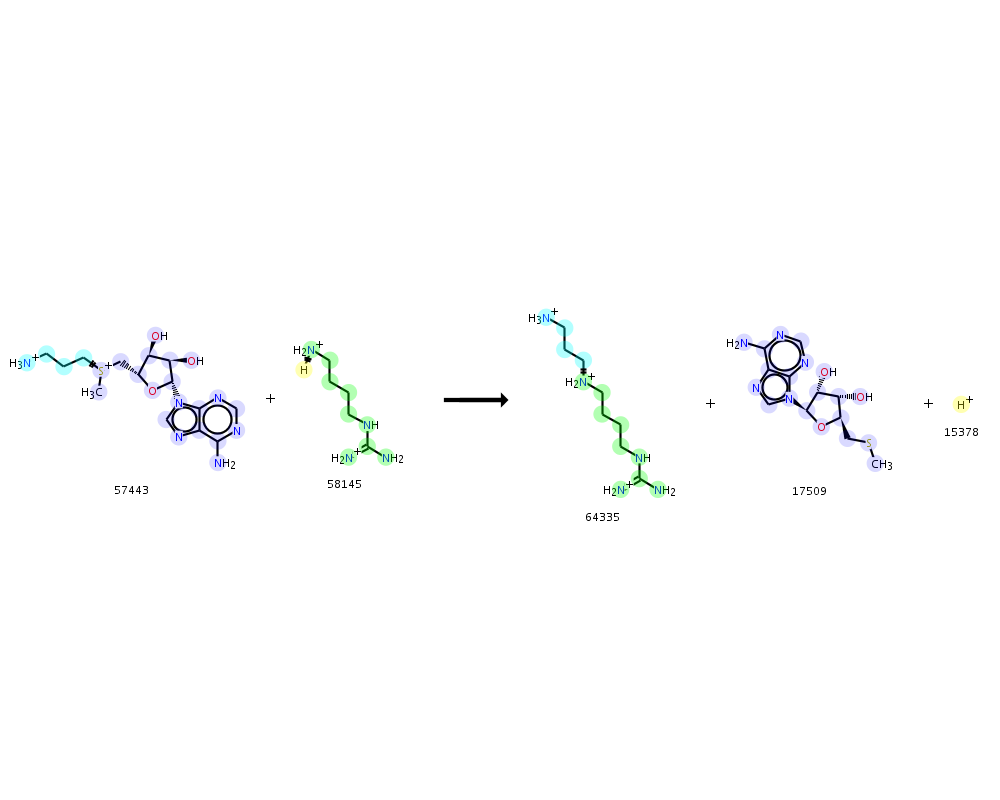 H3N+ S+ H3C O OH OH N N N N NH2
57443
+
H2N+ H NH H2N+ NH2
58145
H3N+ H2N+ NH H2N+ NH2
64335
+
H2N N N N N O OH OH S CH3
17509
+
H+
15378